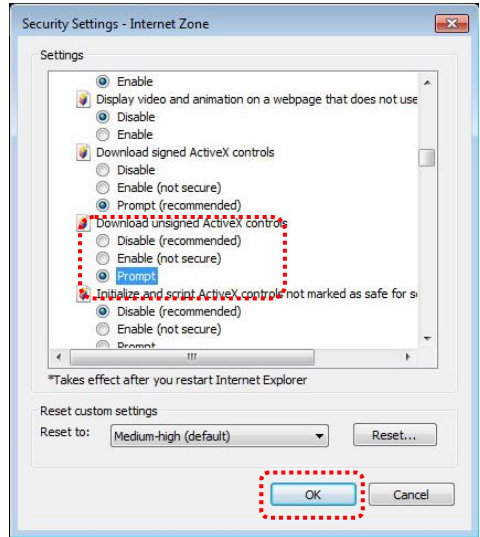 Security Settings - Internet Zone
Settings
Enable
Display video and animation on a webpage that does not use
Disable
Enable
Download signed ActiveX controls
Disable
Enable (not secure)
Prompt (recommended)
Download unsigned ActiveX controls
Disable (recommended)
Enable (not secure)
Prompt
Initialize and script ActiveX controls not marked as safe for s
Disable (recommended)
Enable (not secure)
Prompt
*Takes effect after you restart Internet Explorer
Reset custom settings
Reset to: Medium-high (default) Reset...
OK Cancel